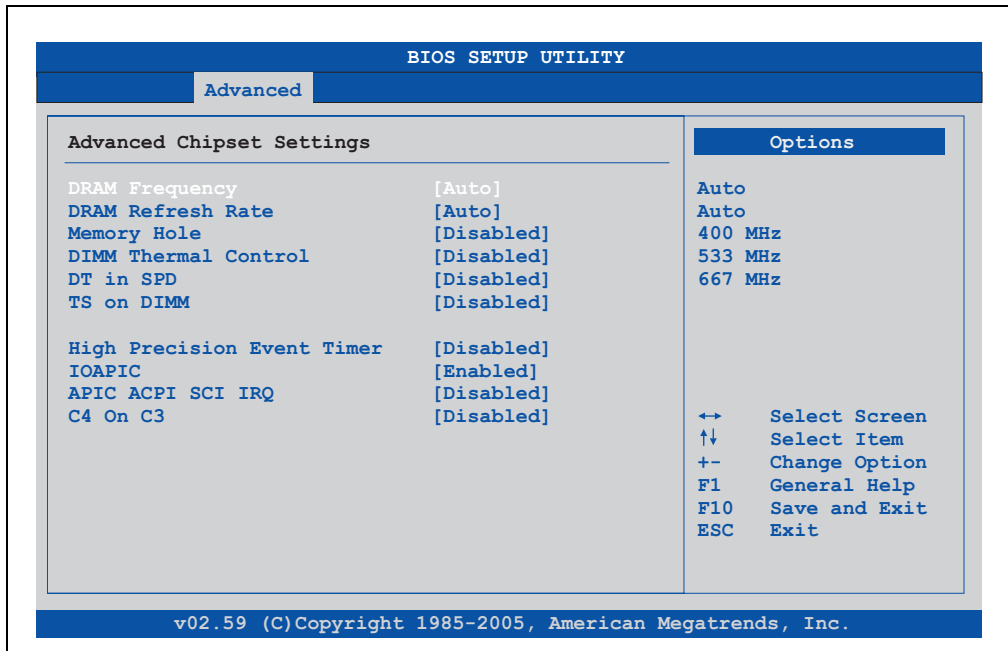 BIOS SETUP UTILITY
Advanced
Advanced Chipset Settings
DRAM Frequency [Auto]
DRAM Refresh Rate [Auto]
Memory Hole [Disabled]
DIMM Thermal Control [Disabled]
DT in SPD [Disabled]
TS on DIMM [Disabled]
High Precision Event Timer [Disabled]
IOAPIC [Enabled]
APIC ACPI SCI IRQ [Disabled]
C4 On C3 [Disabled]
Options
Auto
Auto
400 MHz
533 MHz
667 MHz
↔ Select Screen
↑↓ Select Item
+- Change Option
F1 General Help
F10 Save and Exit
ESC Exit
v02.59 (C)Copyright 1985-2005, American Megatrends, Inc.